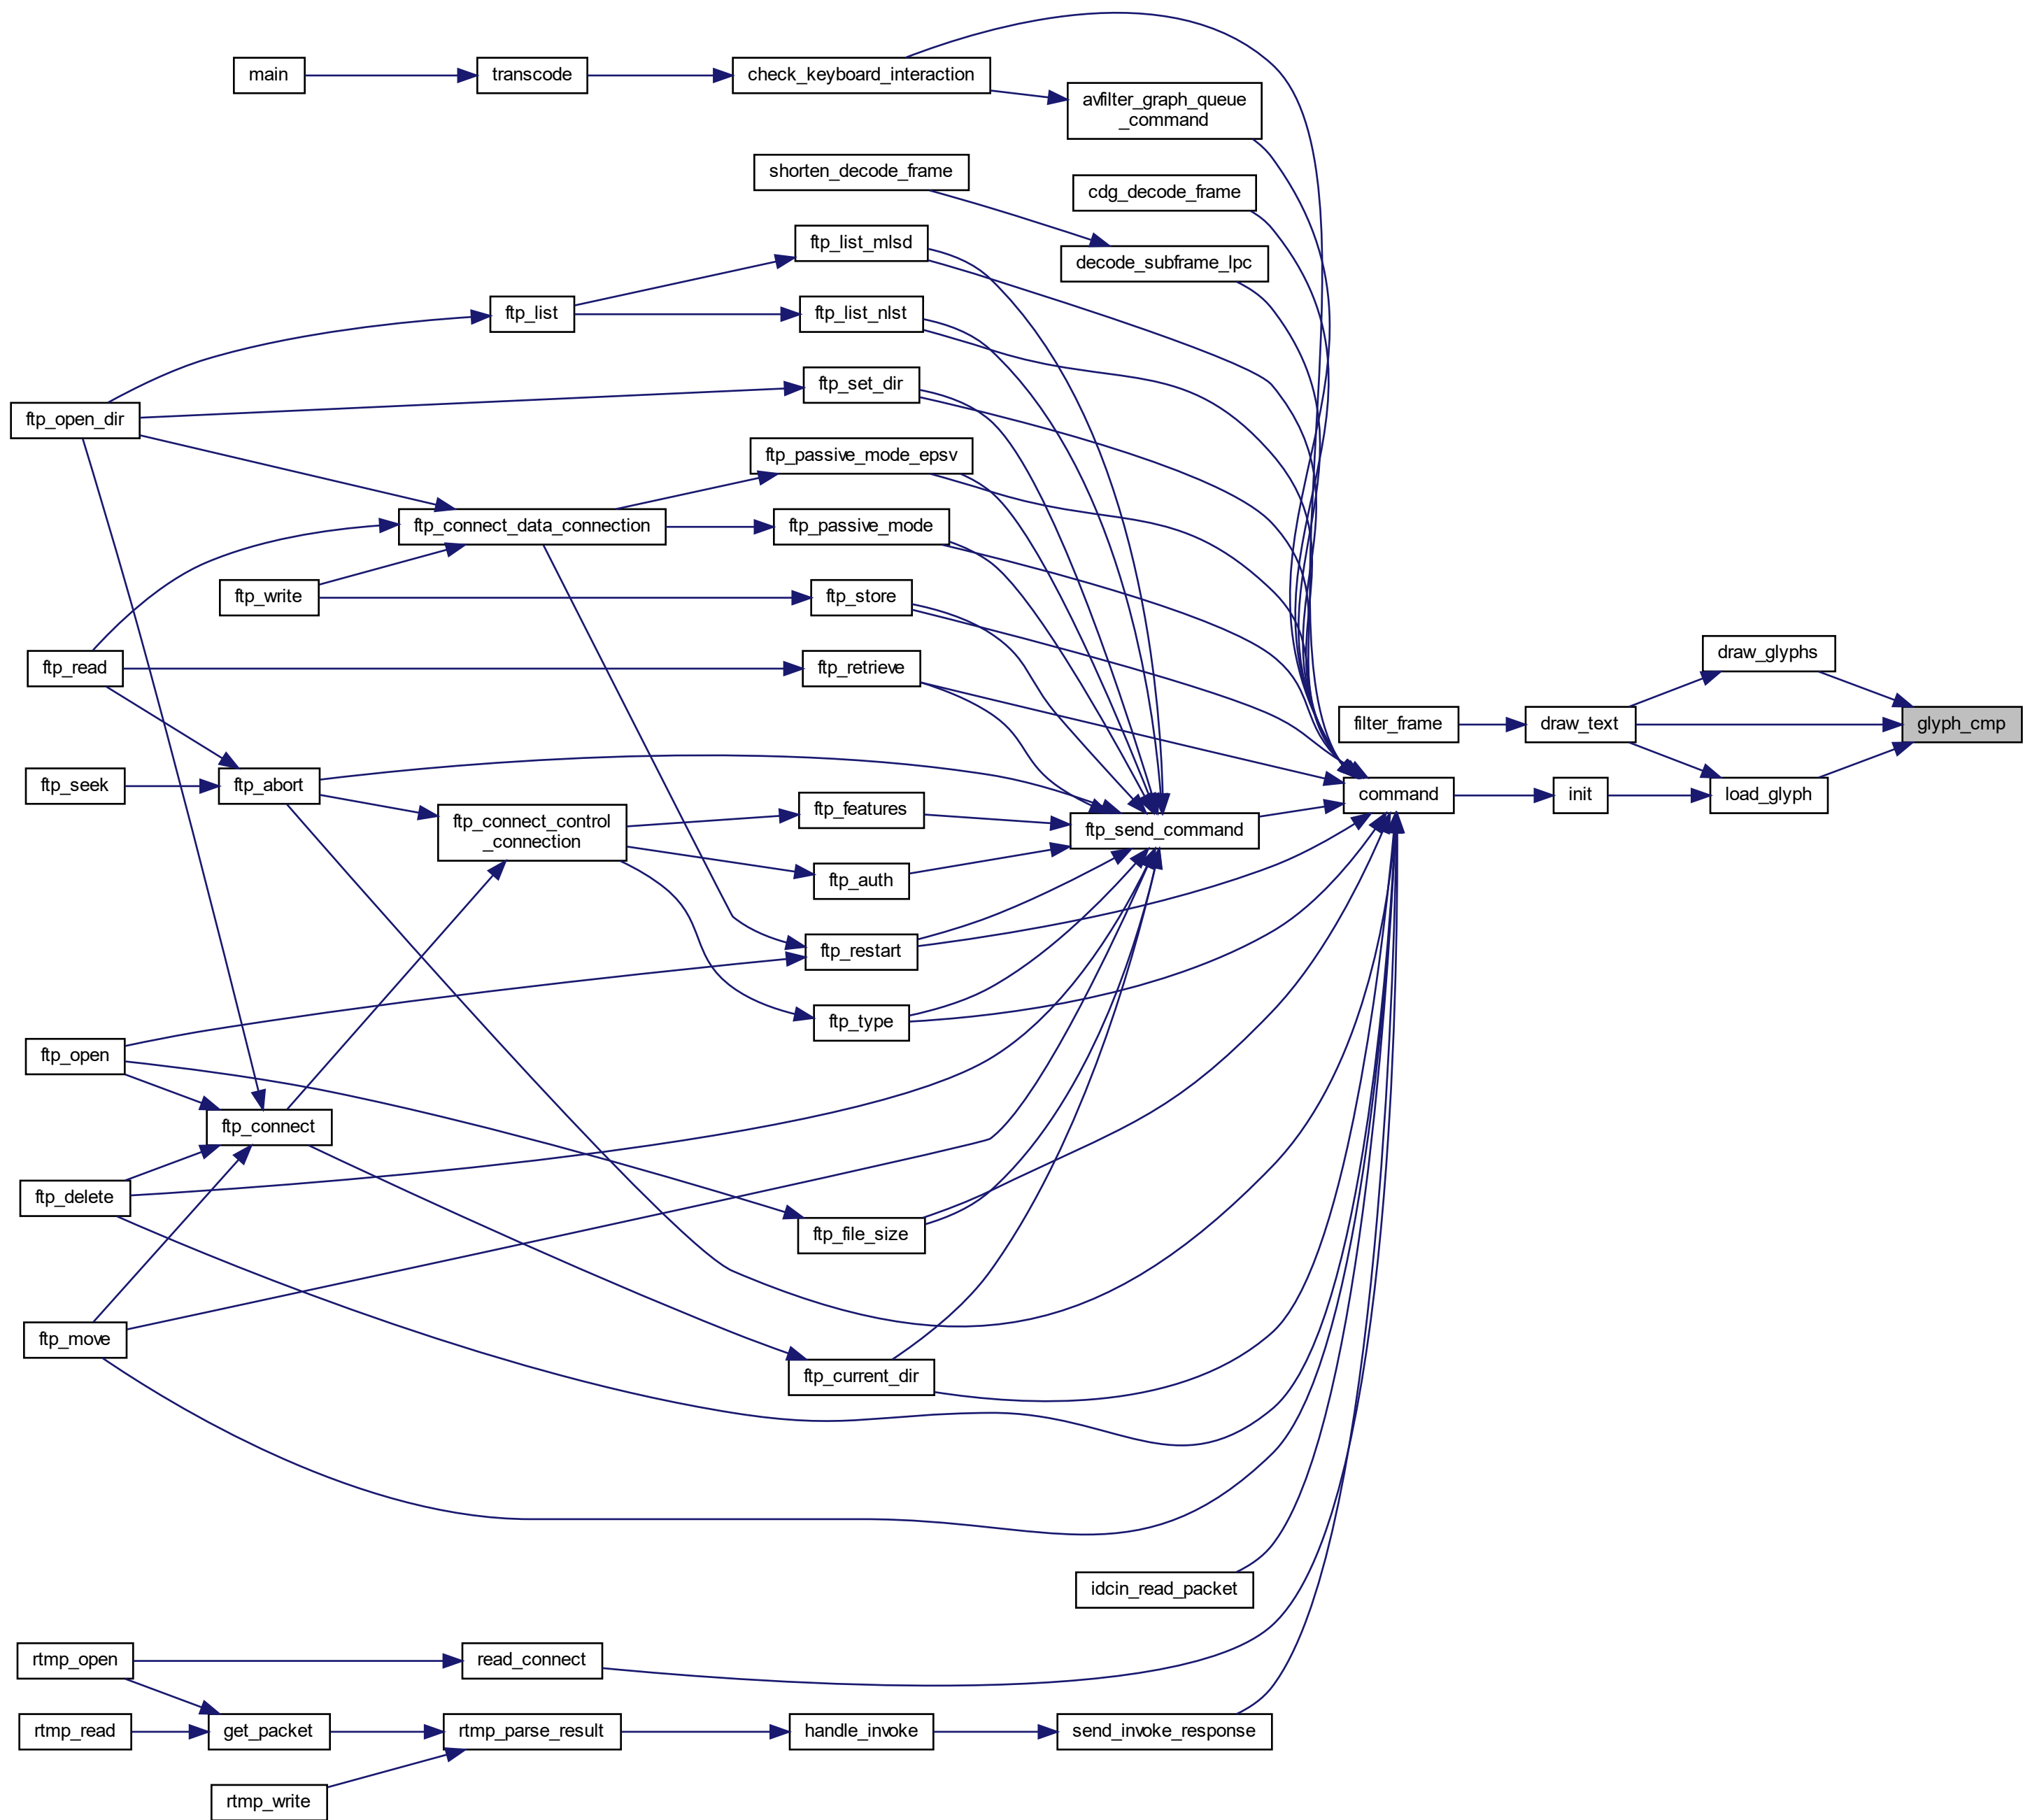 main
transcode
check_keyboard_interaction
avfilter_graph_queue
_command
shorten_decode_frame
cdg_decode_frame
ftp_list_mlsd
decode_subframe_lpc
ftp_list
ftp_list_nlst
ftp_set_dir
ftp_open_dir
ftp_passive_mode_epsv
ftp_connect_data_connection
ftp_passive_mode
ftp_write
ftp_store
ftp_read
ftp_retrieve
draw_glyphs
filter_frame
draw_text
glyph_cmp
ftp_seek
ftp_abort
ftp_features
command
init
load_glyph
ftp_connect_control
_connection
ftp_send_command
ftp_auth
ftp_restart
ftp_type
ftp_open
ftp_connect
ftp_delete
ftp_file_size
ftp_move
ftp_current_dir
idcin_read_packet
rtmp_open
read_connect
rtmp_read
get_packet
rtmp_parse_result
handle_invoke
send_invoke_response
rtmp_write